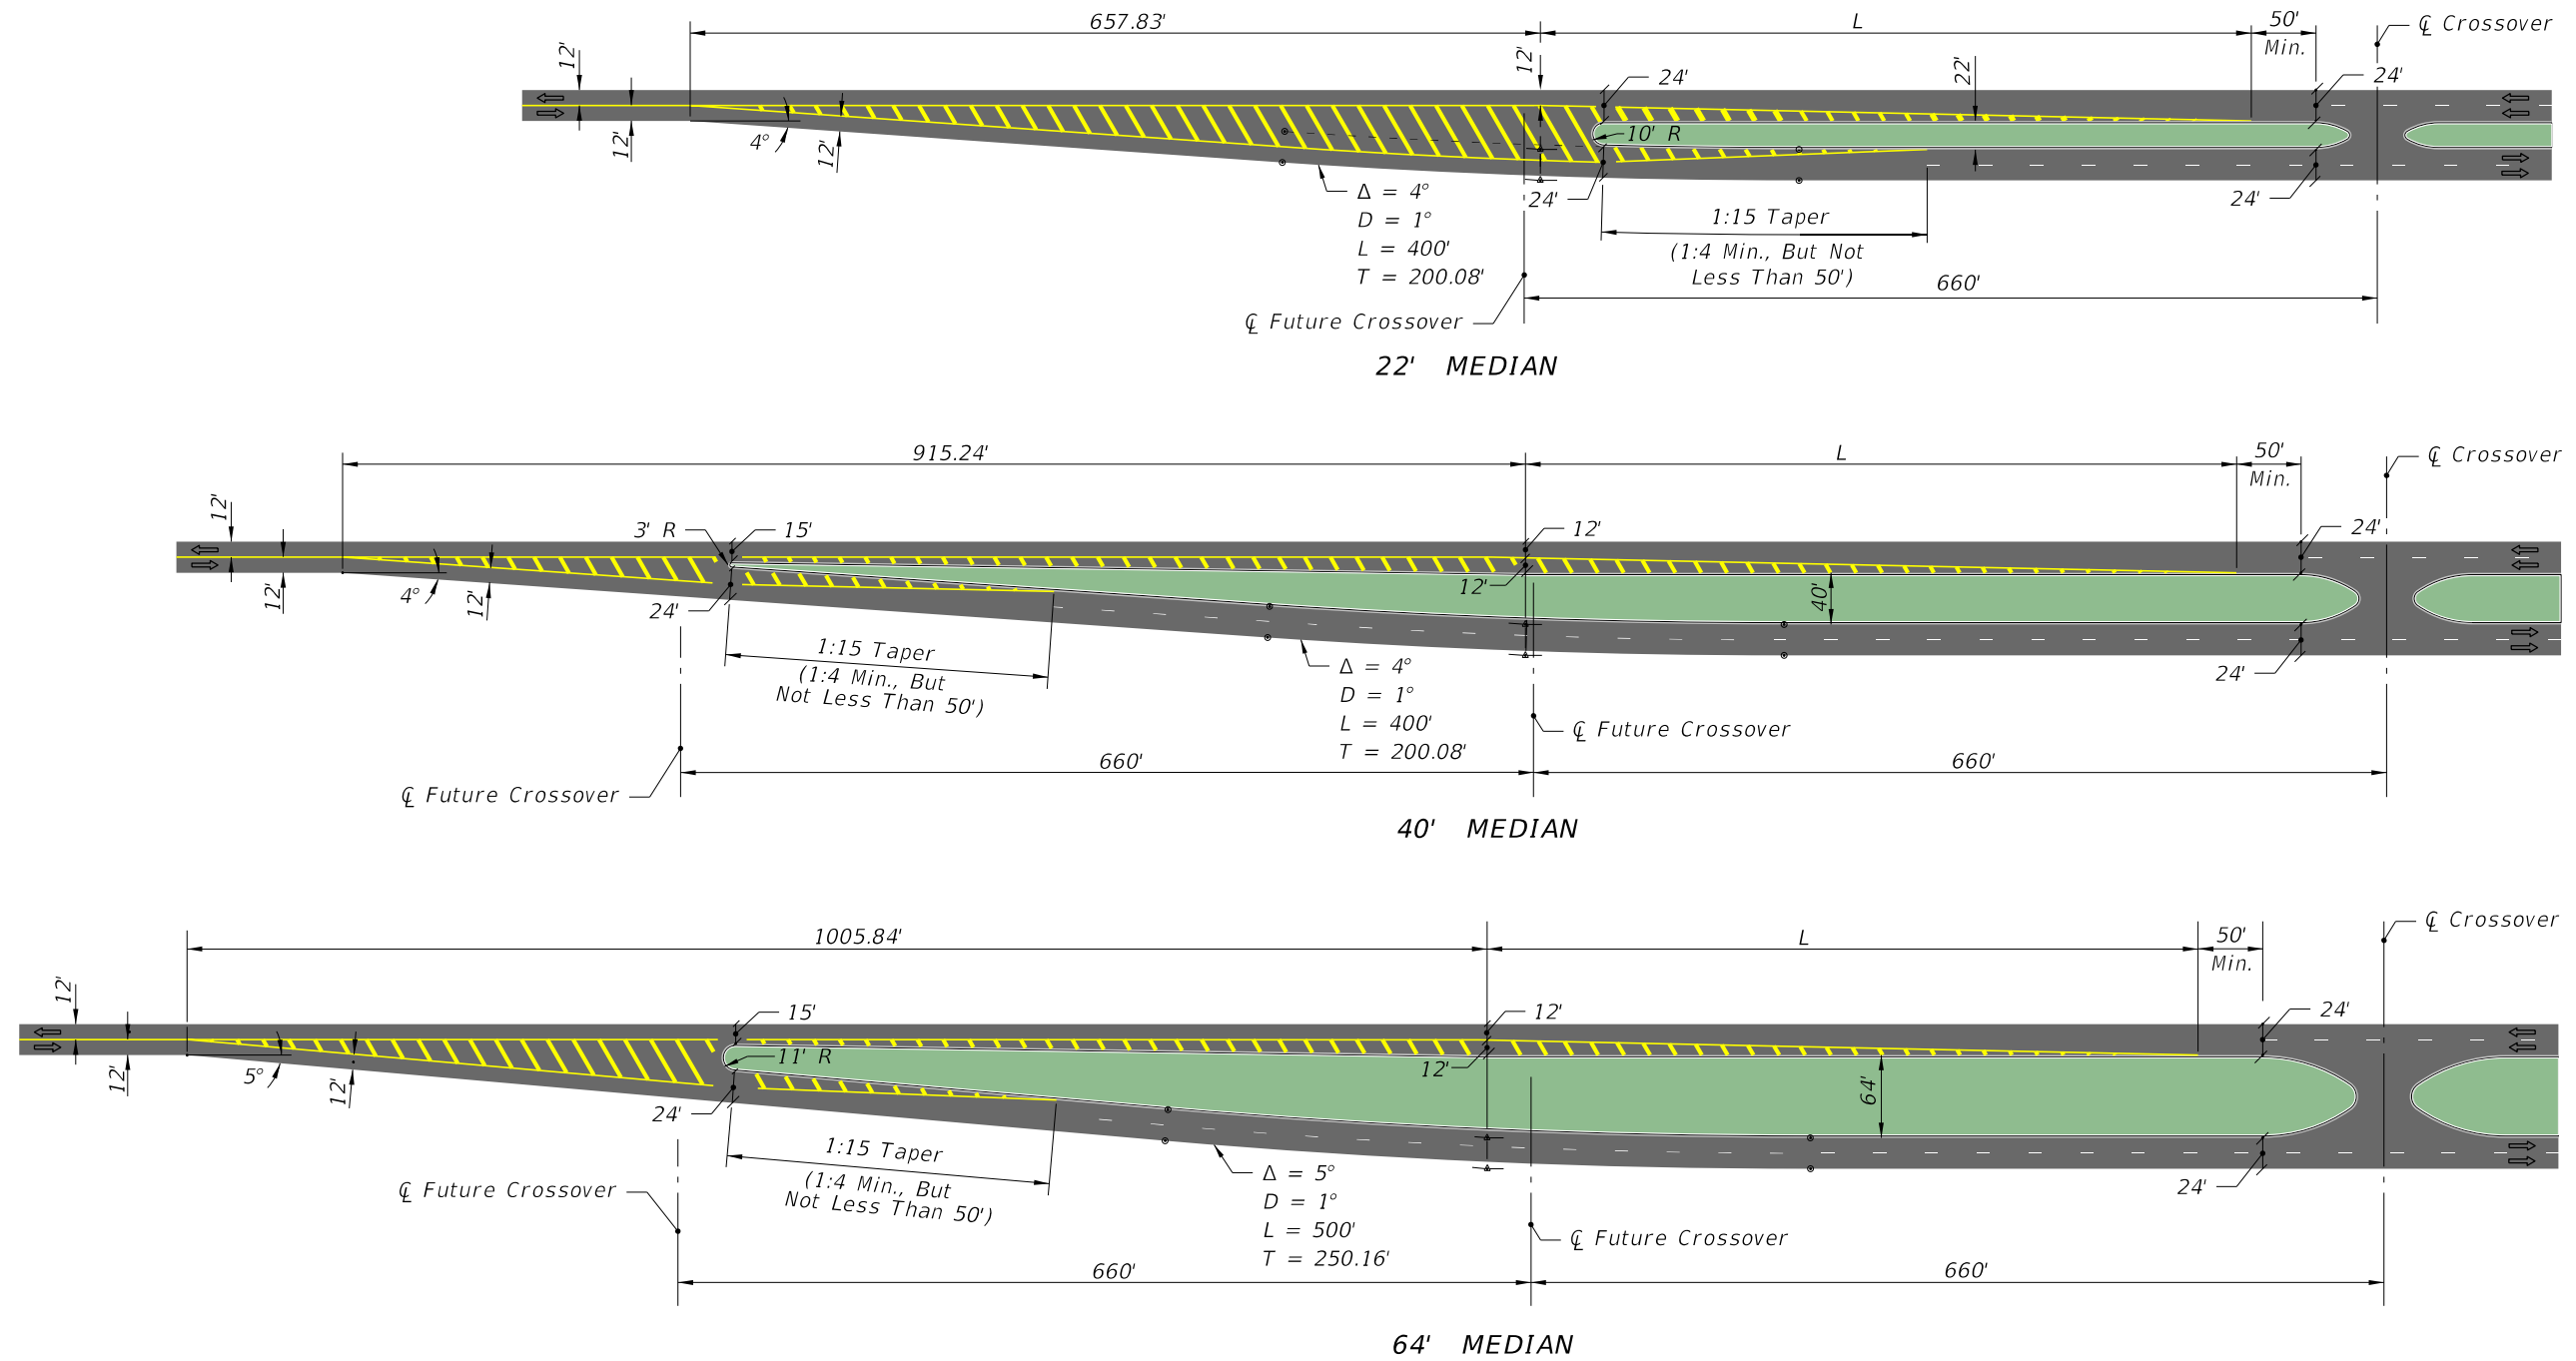 657.83'
L
50'
Min.
℄ Crossover
12'
12'
24'
22'
24'
12'
4°
12'
10' R
24'
24'
Δ = 4°
D = 1°
L = 400'
T = 200.08'
1:15 Taper
(1:4 Min., But Not
Less Than 50')
660'
℄ Future Crossover
22' MEDIAN
915.24'
L
50'
Min.
℄ Crossover
12'
3' R
15'
12'
24'
12'
4°
12'
24'
12'
40'
1:15 Taper
(1:4 Min., But
Not Less Than 50')
Δ = 4°
D = 1°
L = 400'
T = 200.08'
24'
℄ Future Crossover
660'
660'
℄ Future Crossover
40' MEDIAN
1005.84'
L
50'
Min.
℄ Crossover
12'
15'
12'
24'
12'
5°
12'
11' R
24'
12'
64'
1:15 Taper
(1:4 Min., But
Not Less Than 50')
Δ = 5°
D = 1°
L = 500'
T = 250.16'
24'
℄ Future Crossover
℄ Future Crossover
660'
660'
64' MEDIAN